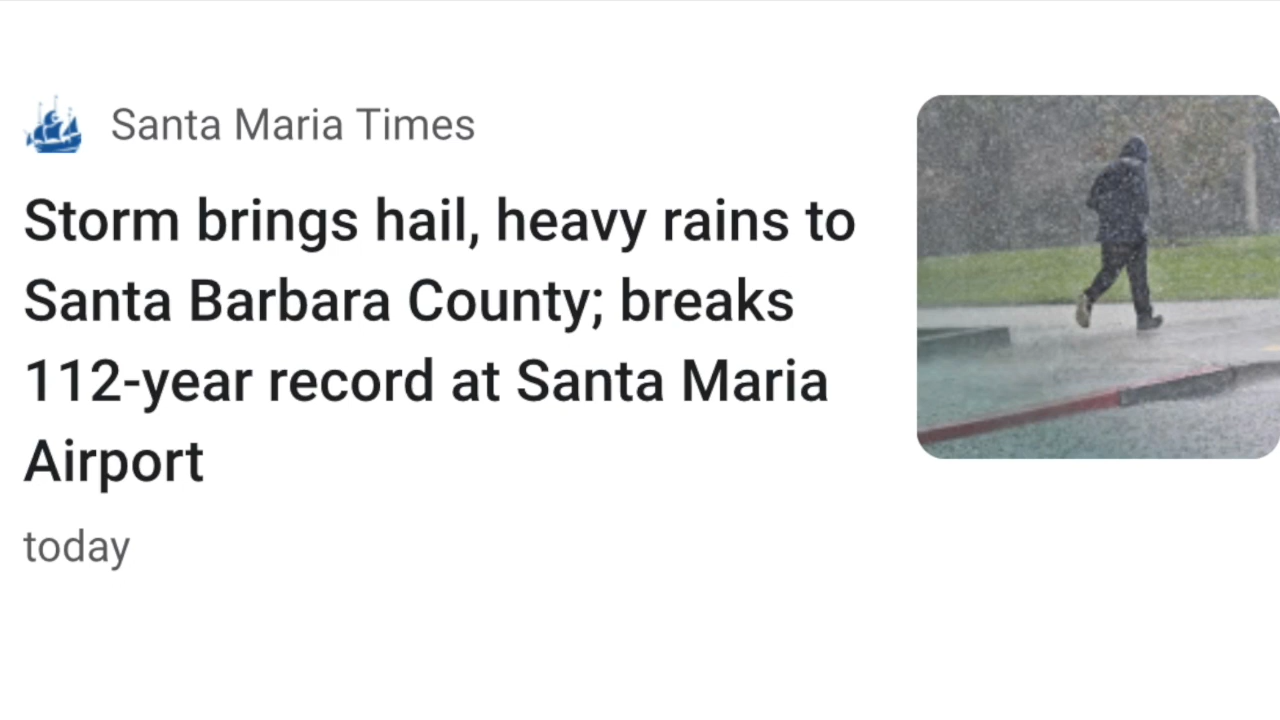 Santa Maria Times
Storm brings hail, heavy rains to
Santa Barbara County; breaks
112-year record at Santa Maria
Airport
today